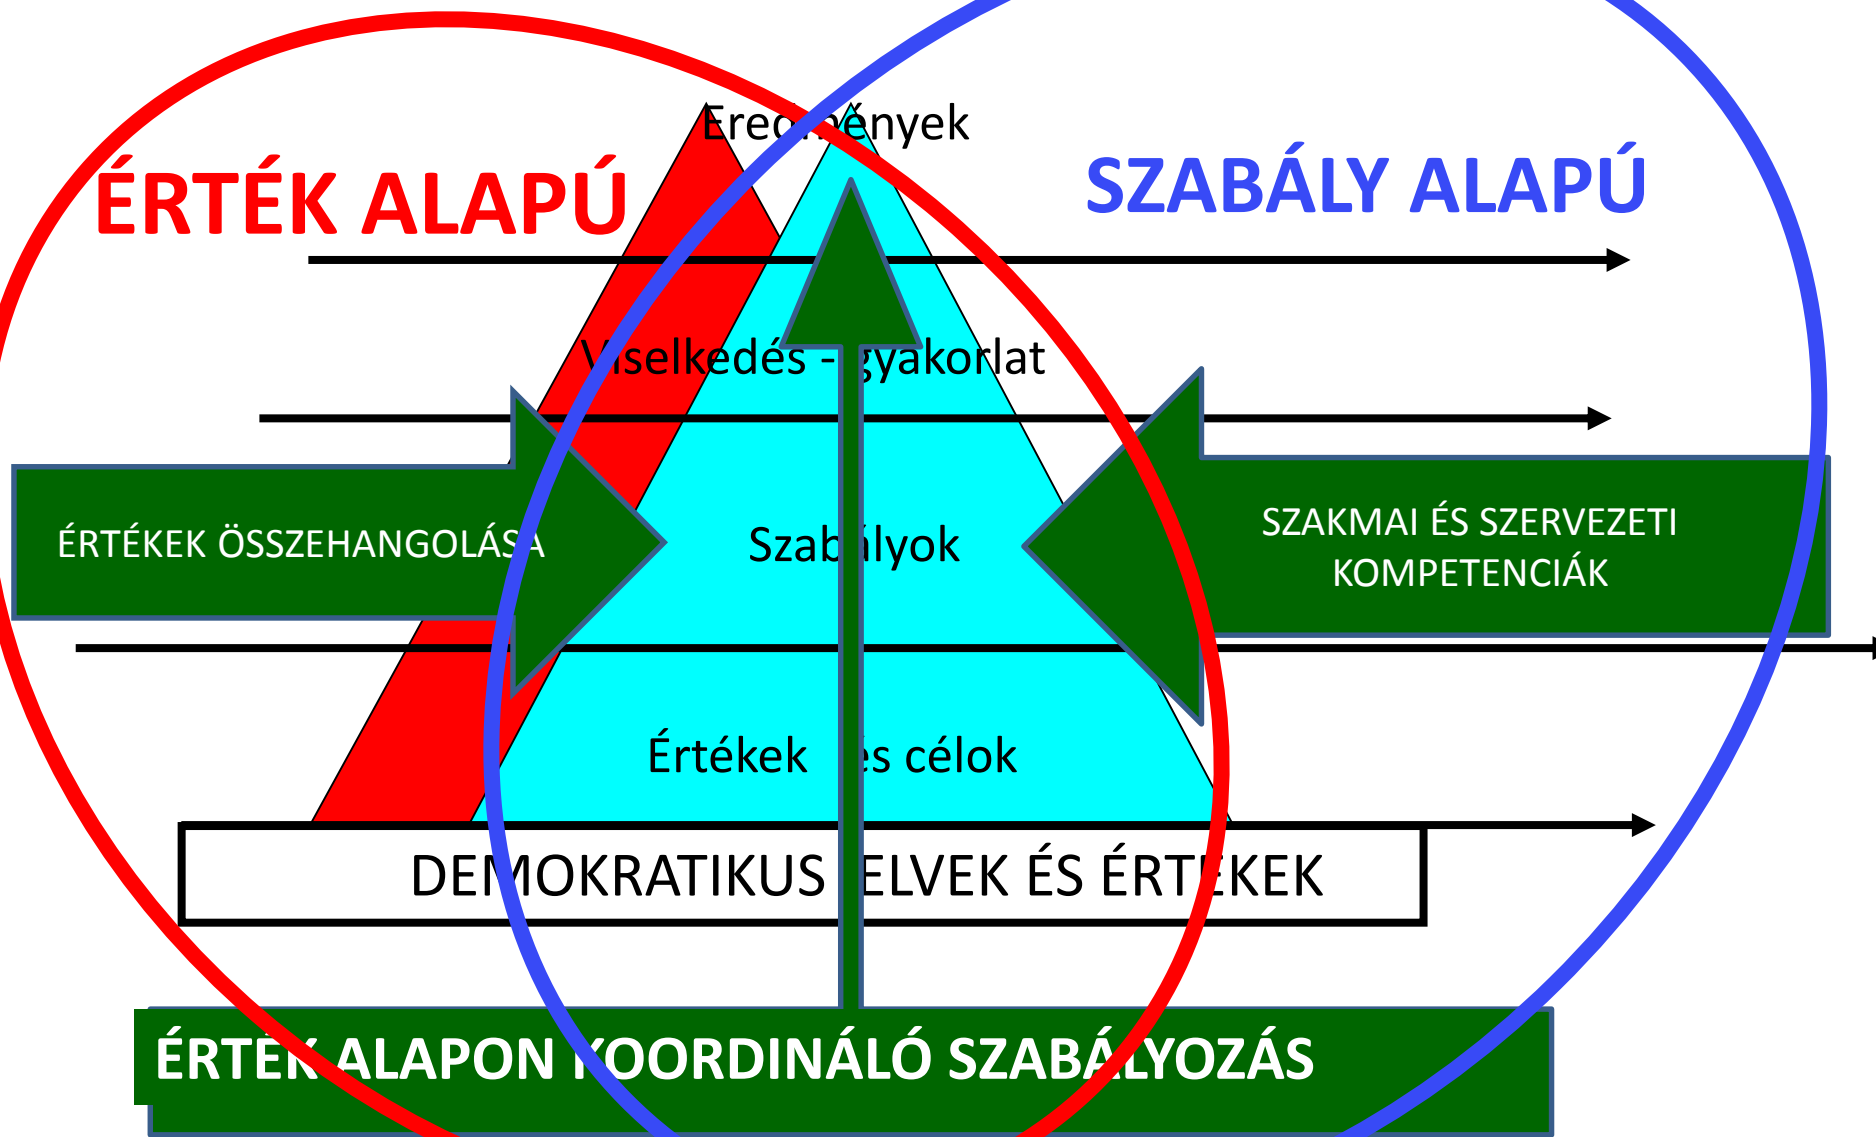 Eredmények
ÉRTÉK ALAPÚ
SZABÁLY ALAPÚ
Viselkedés - gyakorlat
ÉRTÉKEK ÖSSZEHANGOLÁSA
Szabályok
SZAKMAI ÉS SZERVEZETI
KOMPETENCIÁK
Értékek és célok
DEMOKRATIKUS ELVEK ÉS ÉRTÉKEK
ÉRTÉK ALAPON KOORDINÁLÓ SZABÁLYOZÁS